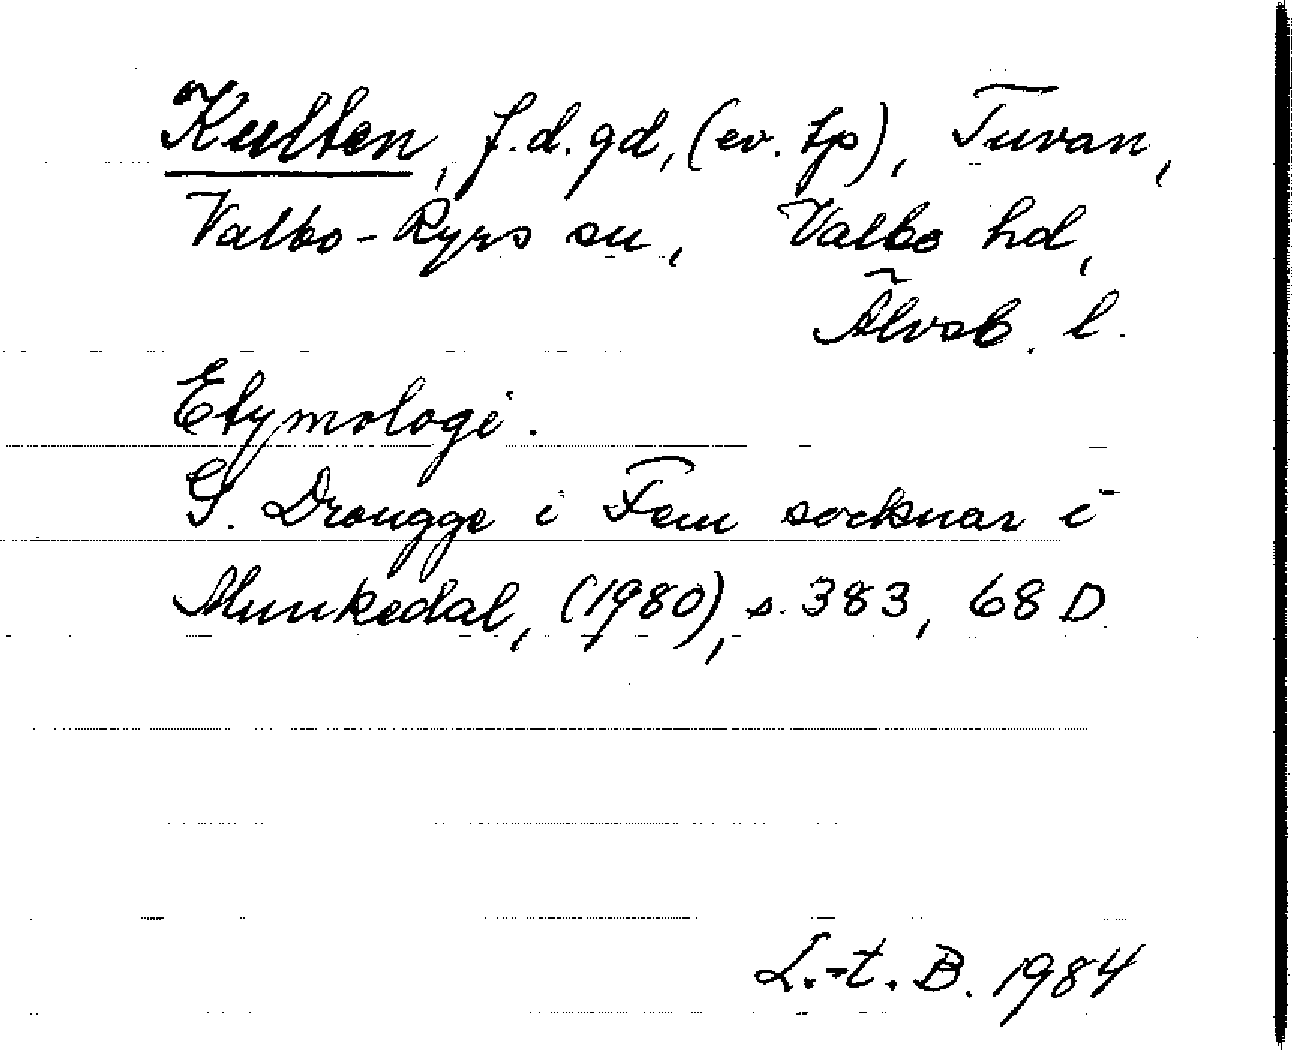 Kulten, f.d. gd, (ev. tp), Tuvan,
Valbo-Ryrs sn, Valbo hd,
Älvsb. l.
Etymologi.
G. Drougge i Fem socknar i
Munkedal, (1980), s. 383, 68 D
L.-t. B. 1984